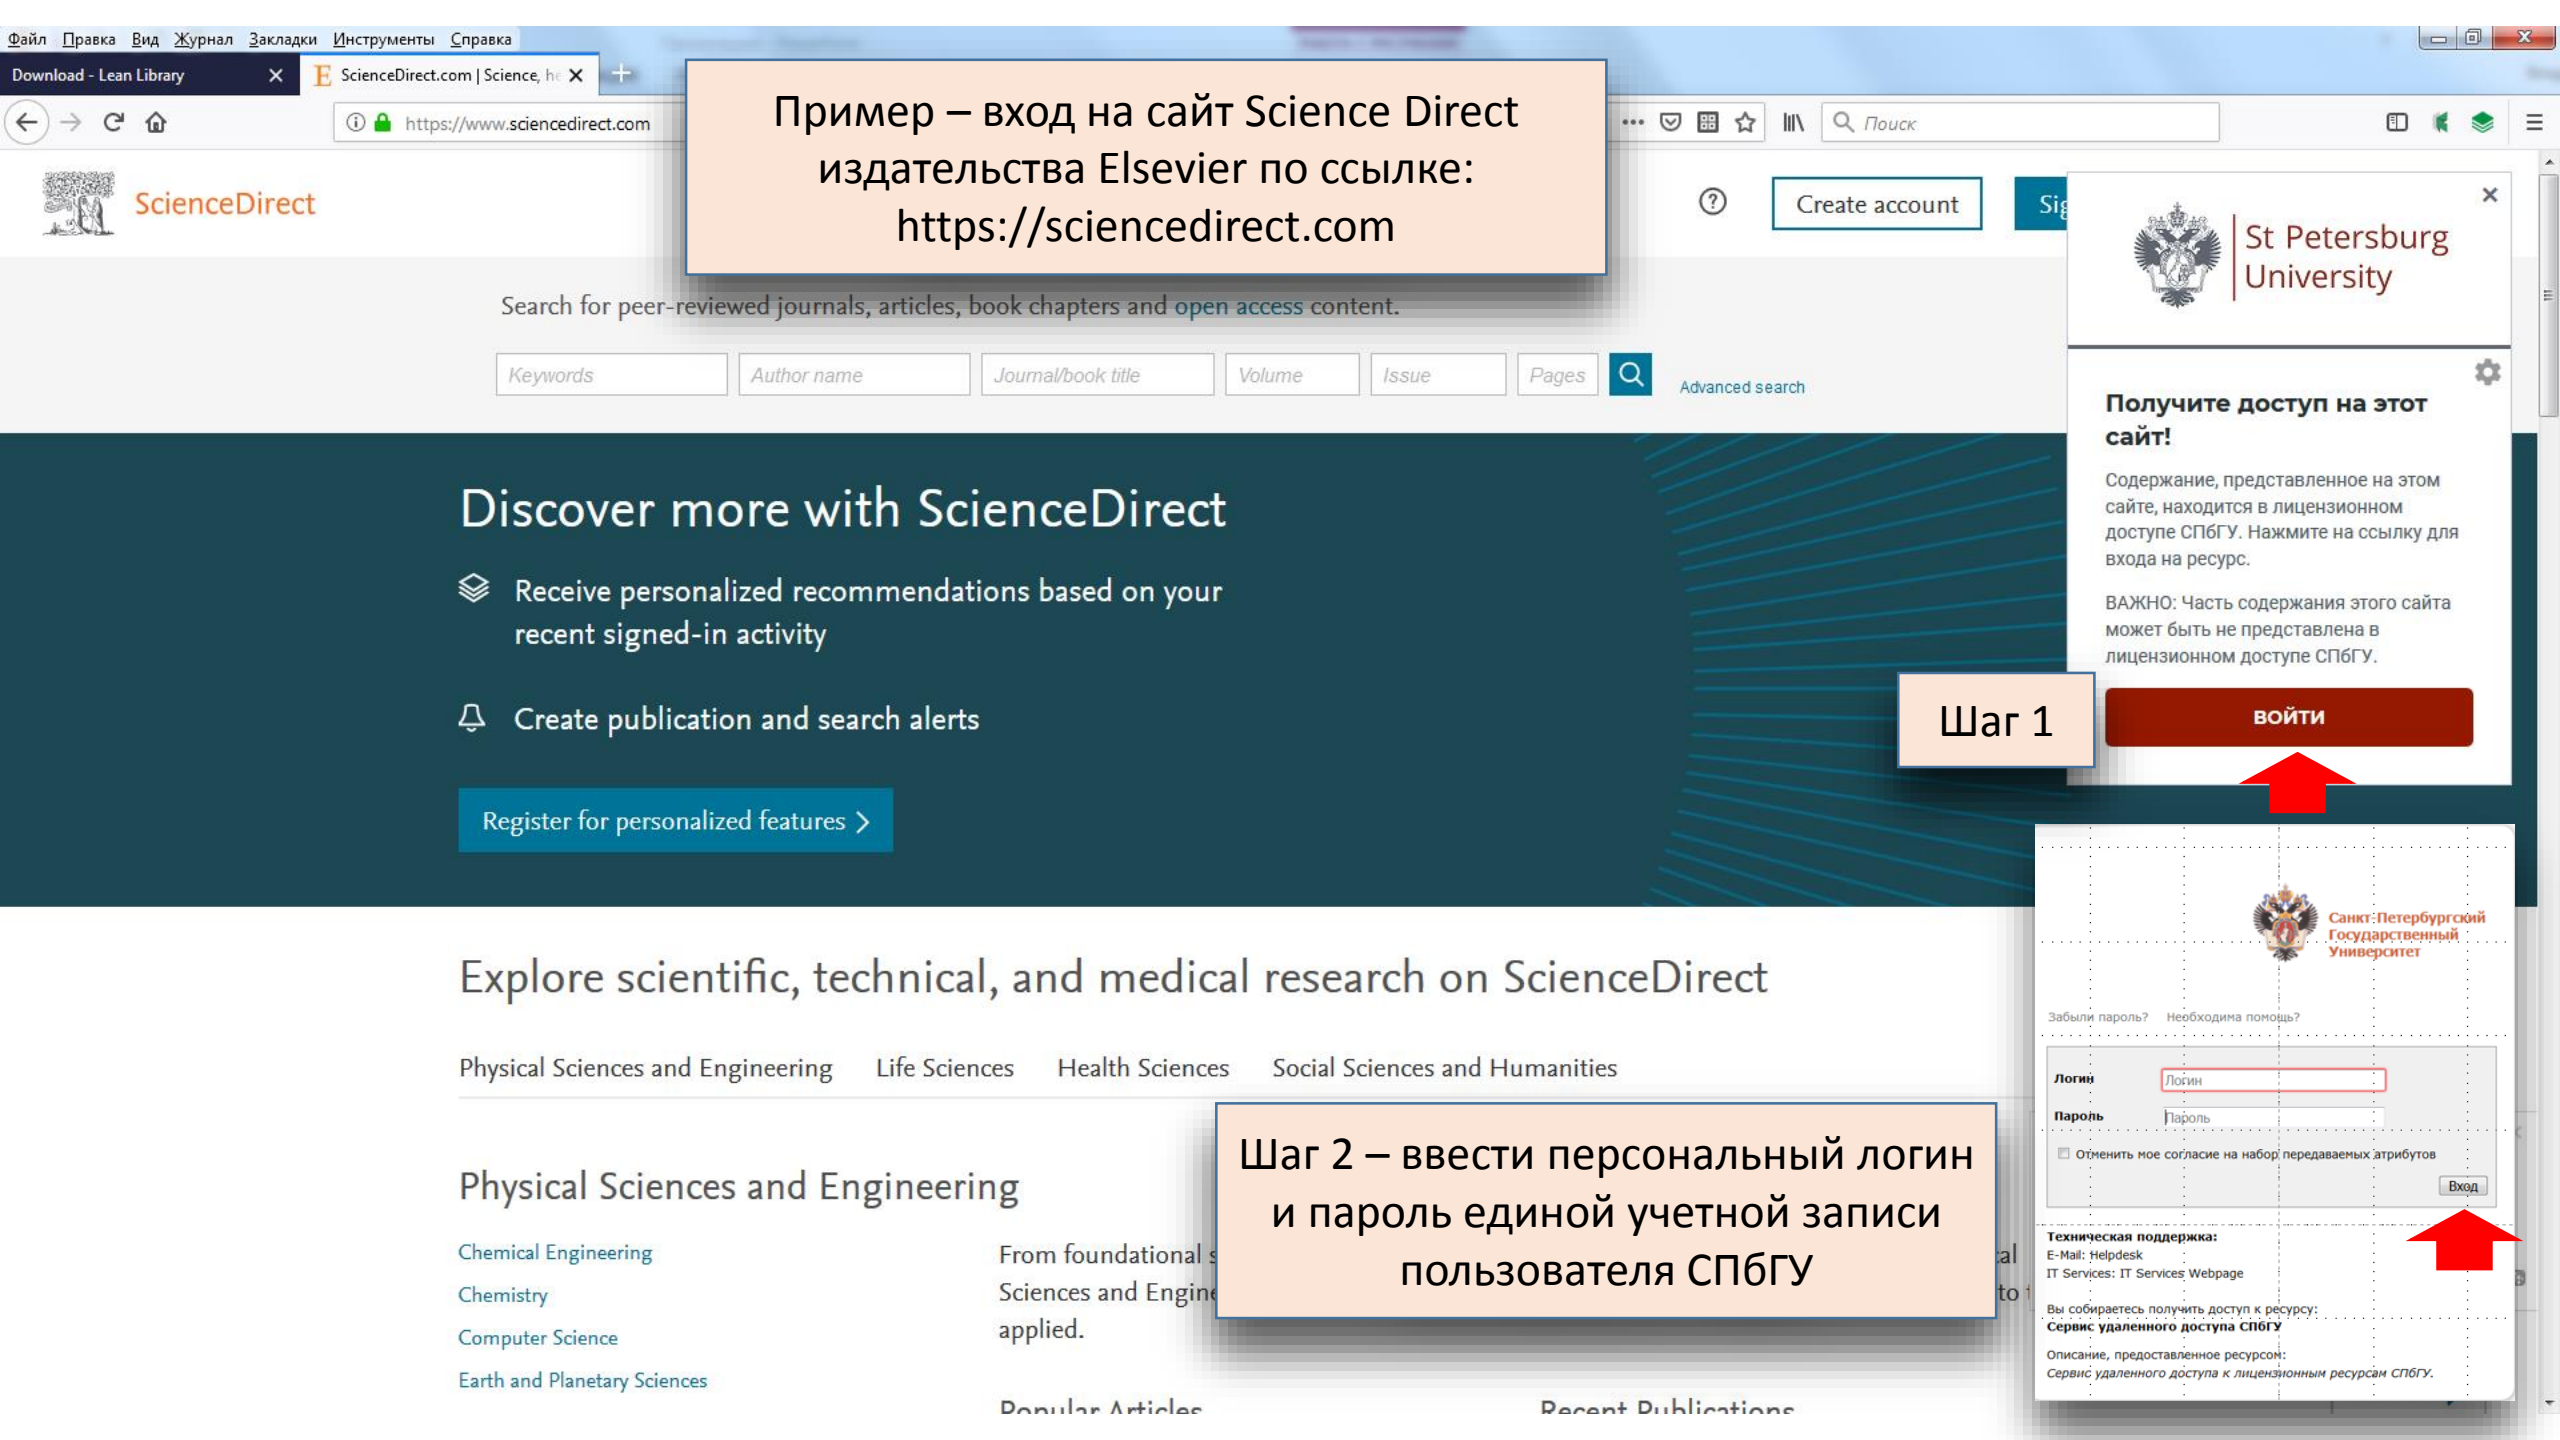 Файл Правка Вид Журнал Закладки Инструменты Справка
Download - Lean Library
ScienceDirect.com | Science, he
https://www.sciencedirect.com
Поиск
Пример – вход на сайт Science Direct
издательства Elsevier по ссылке:
https://sciencedirect.com
ScienceDirect
Create account
Sig
St Petersburg
University
Search for peer-reviewed journals, articles, book chapters and open access content.
Keywords
Author name
Journal/book title
Volume
Issue
Pages
Advanced search
Получите доступ на этот
сайт!
Содержание, представленное на этом
сайте, находится в лицензионном
доступе СПбГУ. Нажмите на ссылку для
входа на ресурс.
ВАЖНО: Часть содержания этого сайта
может быть не представлена в
лицензионном доступе СПбГУ.
ВОЙТИ
Шаг 1
Discover more with ScienceDirect
Receive personalized recommendations based on your
recent signed-in activity
Create publication and search alerts
Register for personalized features
Санкт-Петербургский
Государственный
Университет
Забыли пароль? Необходима помощь?
Логин
Логин
Пароль
Пароль
Отменить мое согласие на набор передаваемых атрибутов
Вход
Техническая поддержка:
E-Mail: Helpdesk
IT Services: IT Services Webpage
Вы собираетесь получить доступ к ресурсу:
Сервис удаленного доступа СПбГУ
Описание, предоставленное ресурсом:
Сервис удаленного доступа к лицензионным ресурсам СПбГУ.
Explore scientific, technical, and medical research on ScienceDirect
Physical Sciences and Engineering
Life Sciences
Health Sciences
Social Sciences and Humanities
Шаг 2 – ввести персональный логин
и пароль единой учетной записи
пользователя СПбГУ
Physical Sciences and Engineering
Chemical Engineering
Chemistry
Computer Science
Earth and Planetary Sciences
From foundational
Sciences and Engine
to
applied.
Popular Articles
Recent Publications